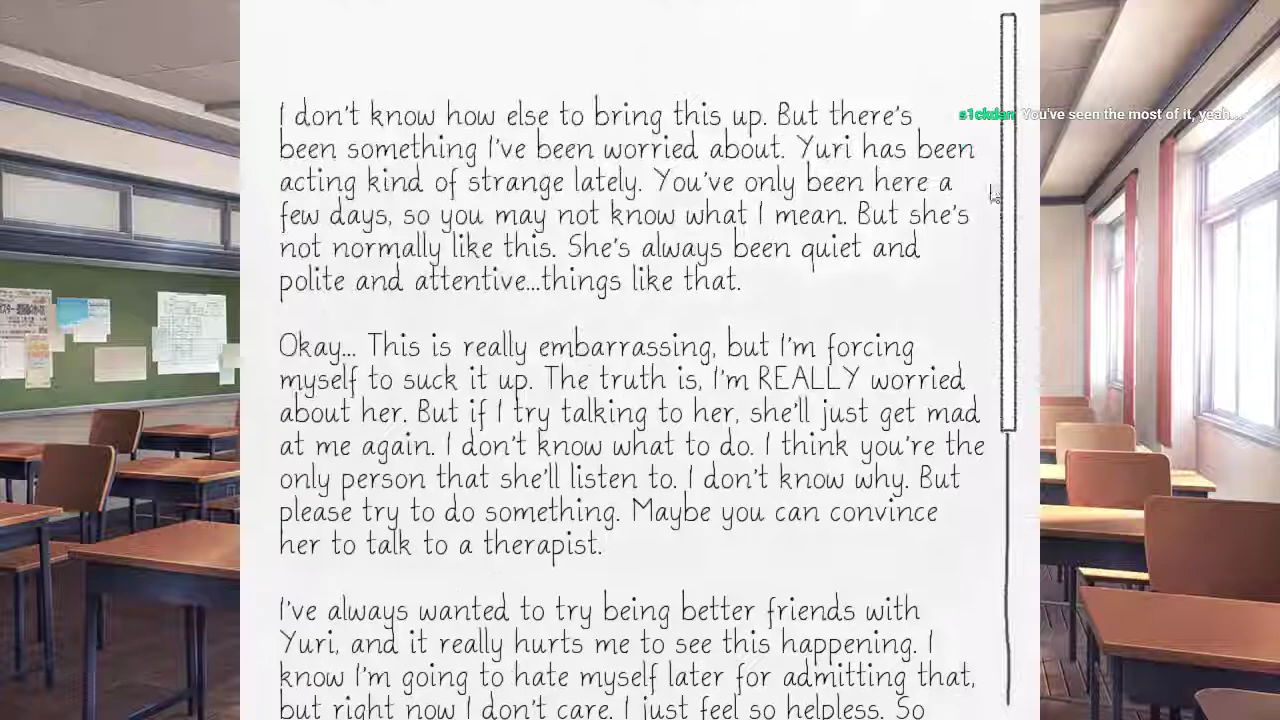 I don't know how else to bring this up. But there's
been something I've been worried about. Yuri has been
acting kind of strange lately. You've only been here a
few days, so you may not know what I mean. But she's
not normally like this. She's always been quiet and
polite and attentive...things like that.
Okay... This is really embarrassing, but I'm forcing
myself to suck it up. The truth is, I'm REALLY worried
about her. But if I try talking to her, she'll just get mad
at me again. I don't know what to do. I think you're the
only person that she'll listen to. I don't know why. But
please try to do something. Maybe you can convince
her to talk to a therapist.
I've always wanted to try being better friends with
Yuri, and it really hurts me to see this happening. I
know I'm going to hate myself later for admitting that,
but right now I don't care. I just feel so helpless. So
s1ckdan You've seen the most of it, yeah...